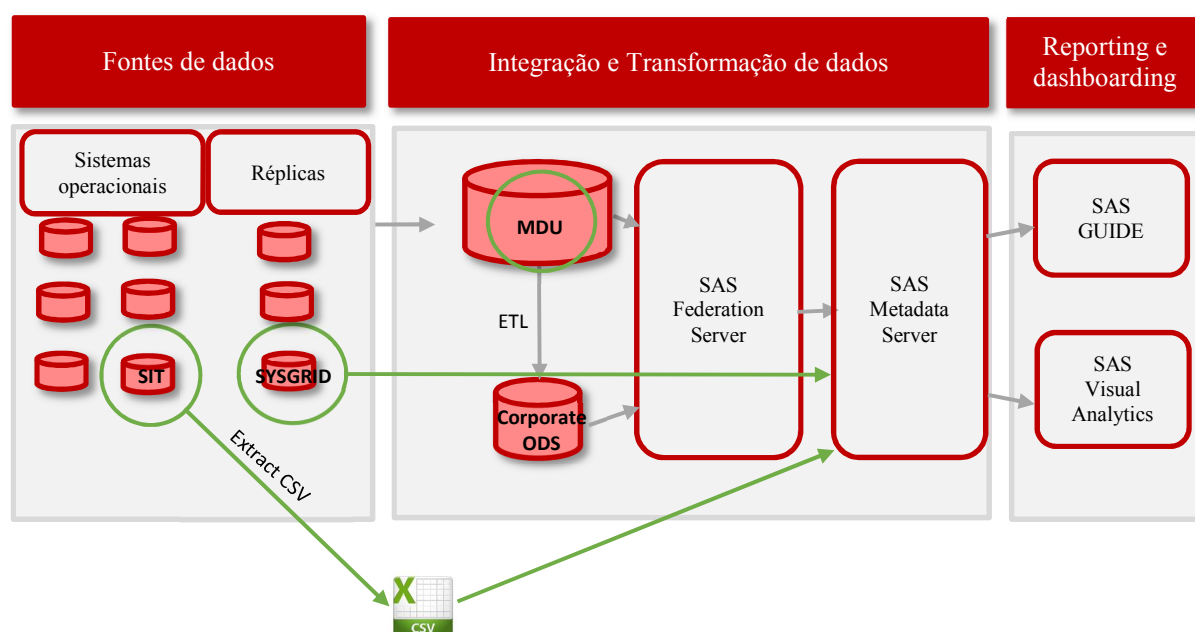 Fontes de dados
Integração e Transformação de dados
Reporting e
dashboarding
Sistemas
operacionais
Réplicas
SIT
SYSGRID
Extract CSV
MDU
ETL
Corporate
ODS
SAS
Federation
Server
SAS
Metadata
Server
SAS
GUIDE
SAS
Visual
Analytics
X
CSV